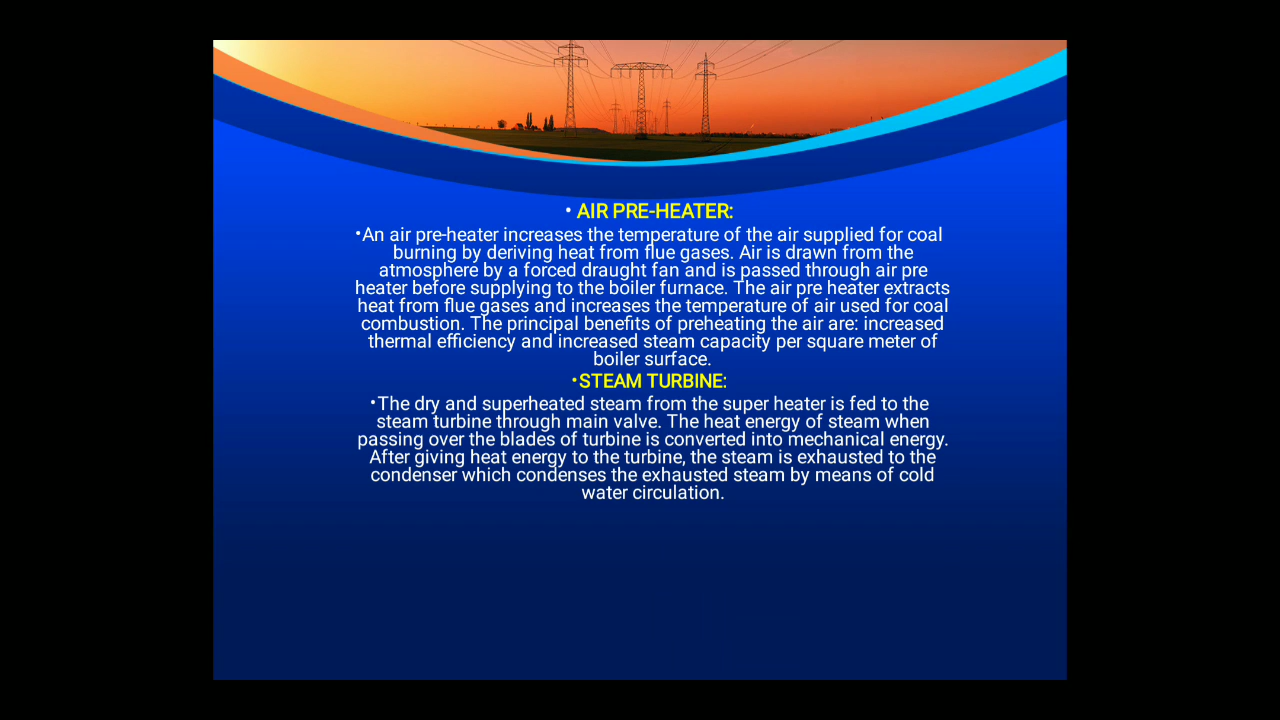 • AIR PRE-HEATER:
•An air pre-heater increases the temperature of the air supplied for coal
burning by deriving heat from flue gases. Air is drawn from the
atmosphere by a forced draught fan and is passed through air pre
heater before supplying to the boiler furnace. The air pre heater extracts
heat from flue gases and increases the temperature of air used for coal
combustion. The principal benefits of preheating the air are: increased
thermal efficiency and increased steam capacity per square meter of
boiler surface.
•STEAM TURBINE:
•The dry and superheated steam from the super heater is fed to the
steam turbine through main valve. The heat energy of steam when
passing over the blades of turbine is converted into mechanical energy.
After giving heat energy to the turbine, the steam is exhausted to the
condenser which condenses the exhausted steam by means of cold
water circulation.